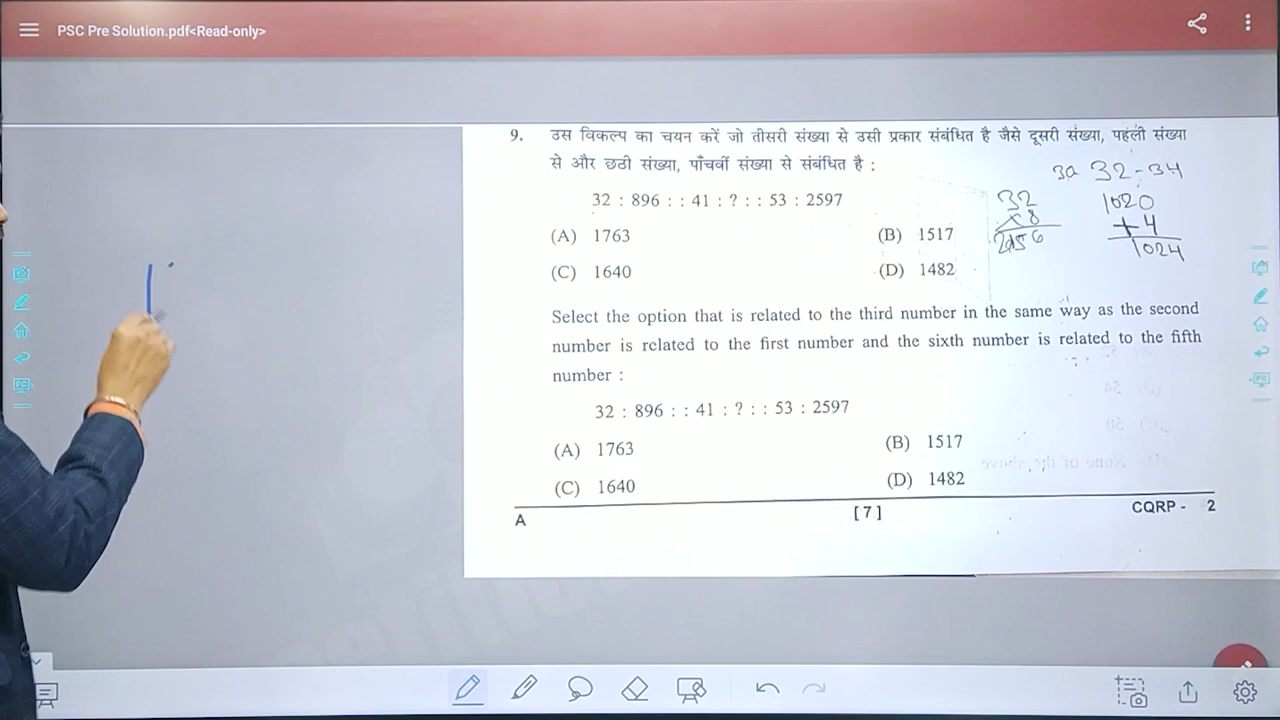 PSC Pre Solution.pdf<Read-only>
9. उस विकल्प का चयन करें जो तीसरी संख्या से उसी प्रकार संबंधित है जैसे दूसरी संख्या, पहली संख्या
से और छठी संख्या, पाँचवीं संख्या से संबंधित है :
32 : 896 : : 41 : ? : : 53 : 2597
(A) 1763 (B) 1517
(C) 1640 (D) 1482
32 - 34
32 1020
×8 +4
256 1024
Select the option that is related to the third number in the same way as the second
number is related to the first number and the sixth number is related to the fifth
number :
32 : 896 : : 41 : ? : : 53 : 2597
(A) 1763 (B) 1517
(C) 1640 (D) 1482
A [7] CQRP - 2